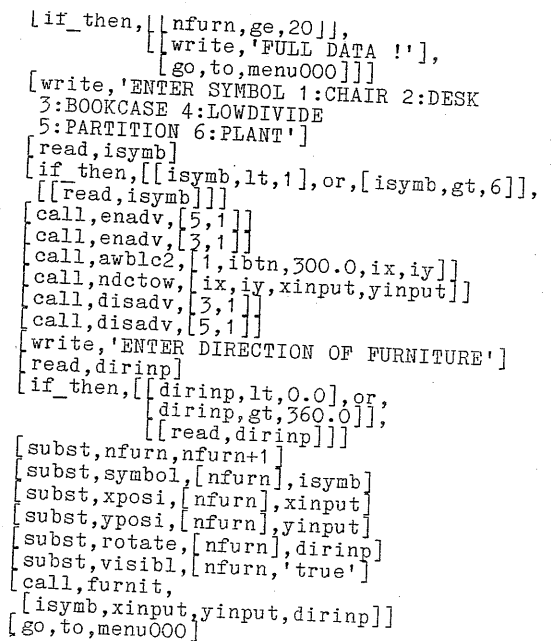 [if_then,[[nfurn,ge,20]],
[[write,'FULL DATA !'],
[go,to,menu000]]]
[write,'ENTER SYMBOL 1:CHAIR 2:DESK
3:BOOKCASE 4:LOWDIVIDE
5:PARTITION 6:PLANT']
[read,isymb]
[if_then,[[isymb,lt,1],or,[isymb,gt,6]],
[[read,isymb]]]
[call,enadv,[5,1]]
[call,enadv,[3,1]]
[call,awblc2,[1,ibtn,300.0,ix,iy]]
[call,ndctow,[ix,iy,xinput,yinput]]
[call,disadv,[3,1]]
[call,disadv,[5,1]]
[write,'ENTER DIRECTION OF FURNITURE']
[read,dirinp]
[if_then,[[dirinp,lt,0.0],or,
[dirinp,gt,360.0]],
[[read,dirinp]]]
[subst,nfurn,nfurn+1]
[subst,symbol,[nfurn],isymb]
[subst,xposi,[nfurn],xinput]
[subst,yposi,[nfurn],yinput]
[subst,rotate,[nfurn],dirinp]
[subst,visibl,[nfurn,'true']
[call,furnit,
[isymb,xinput,yinput,dirinp]]
[go,to,menu000]